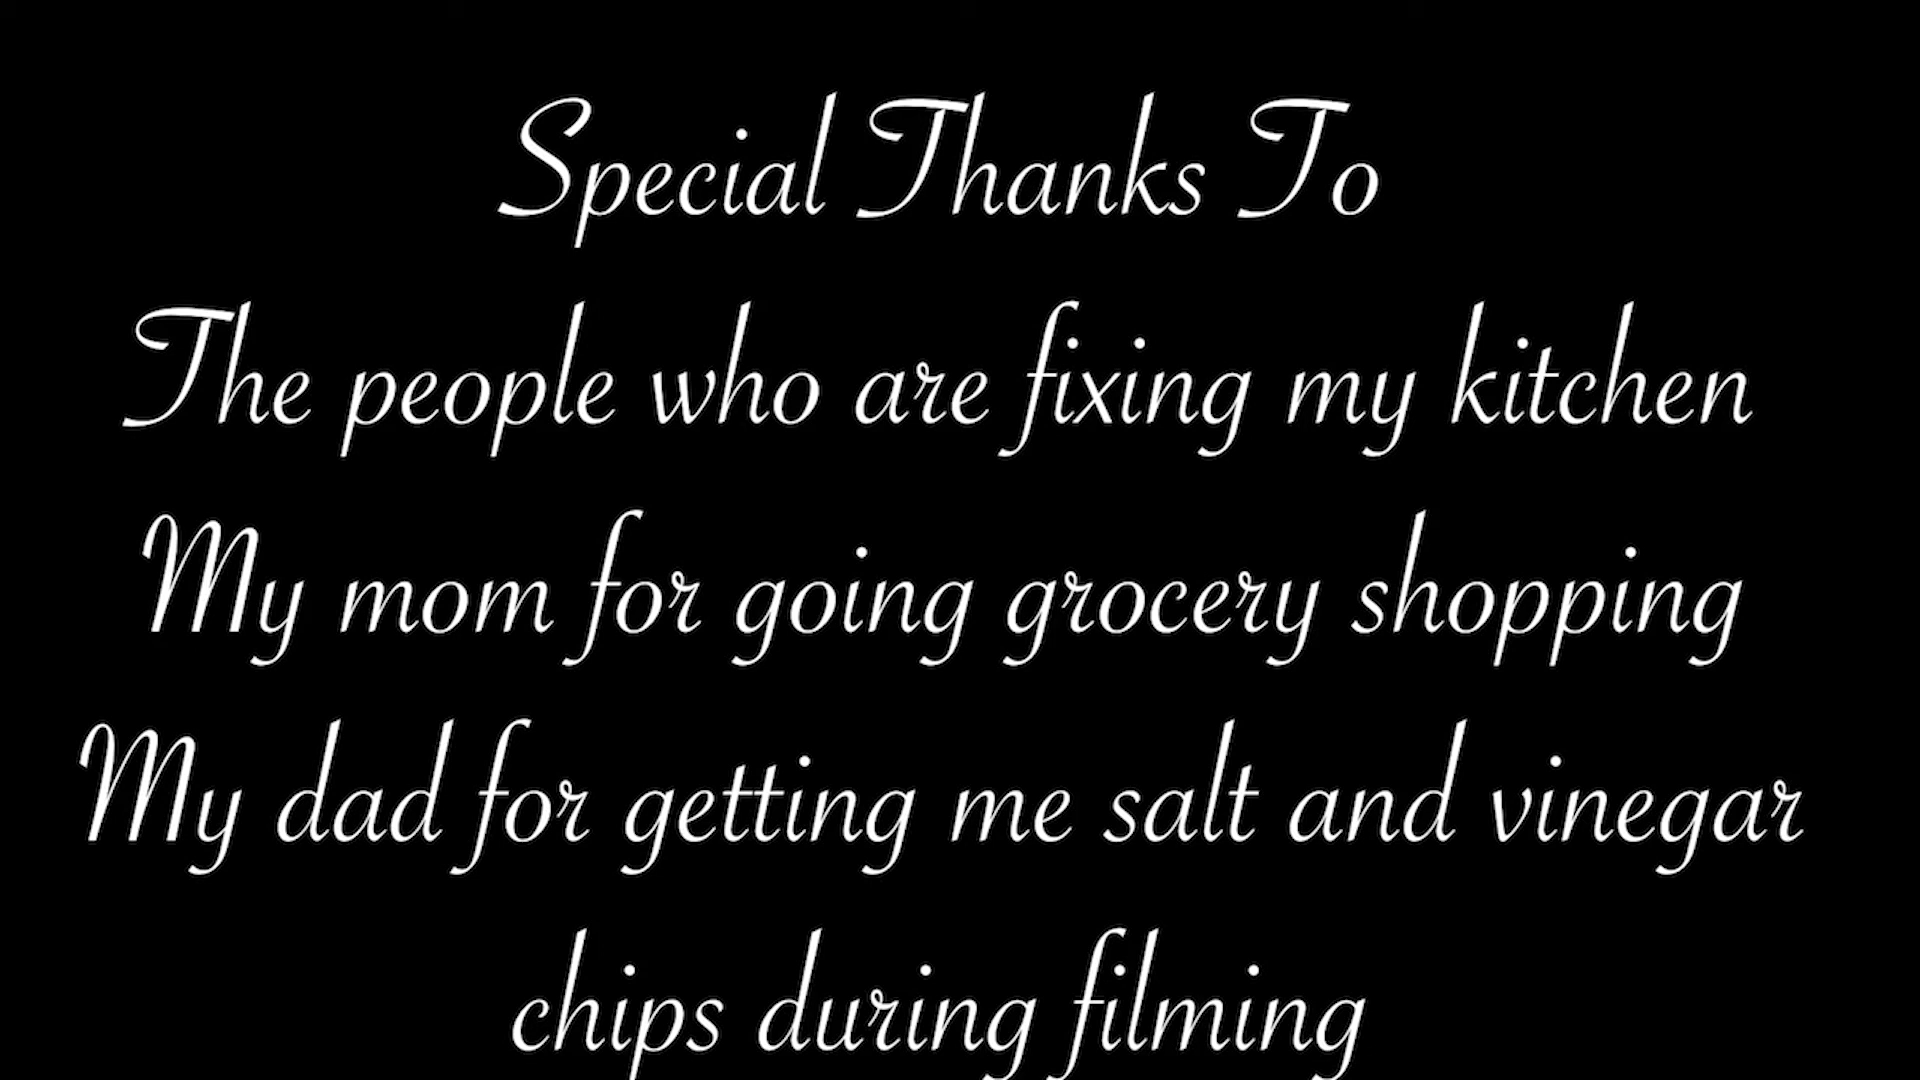 Special Thanks To
The people who are fixing my kitchen
My mom for going grocery shopping
My dad for getting me salt and vinegar
chips during filming